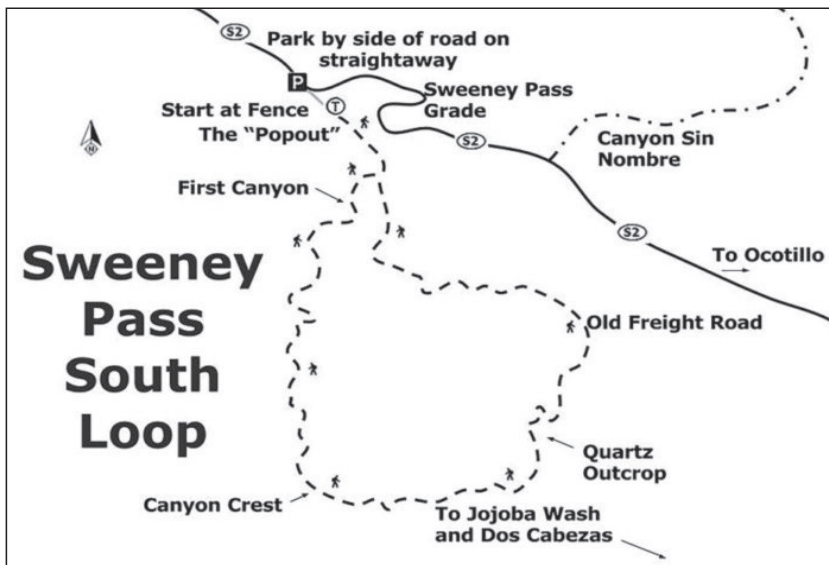 S2
Park by side of road on
straightaway
P
Sweeney Pass
Grade
Start at Fence
T
The "Popout"
S2
Canyon Sin
Nombre
N
First Canyon
S2
To Ocotillo
Sweeney
Pass
South
Loop
Old Freight Road
Quartz
Outcrop
Canyon Crest
To Jojoba Wash
and Dos Cabezas